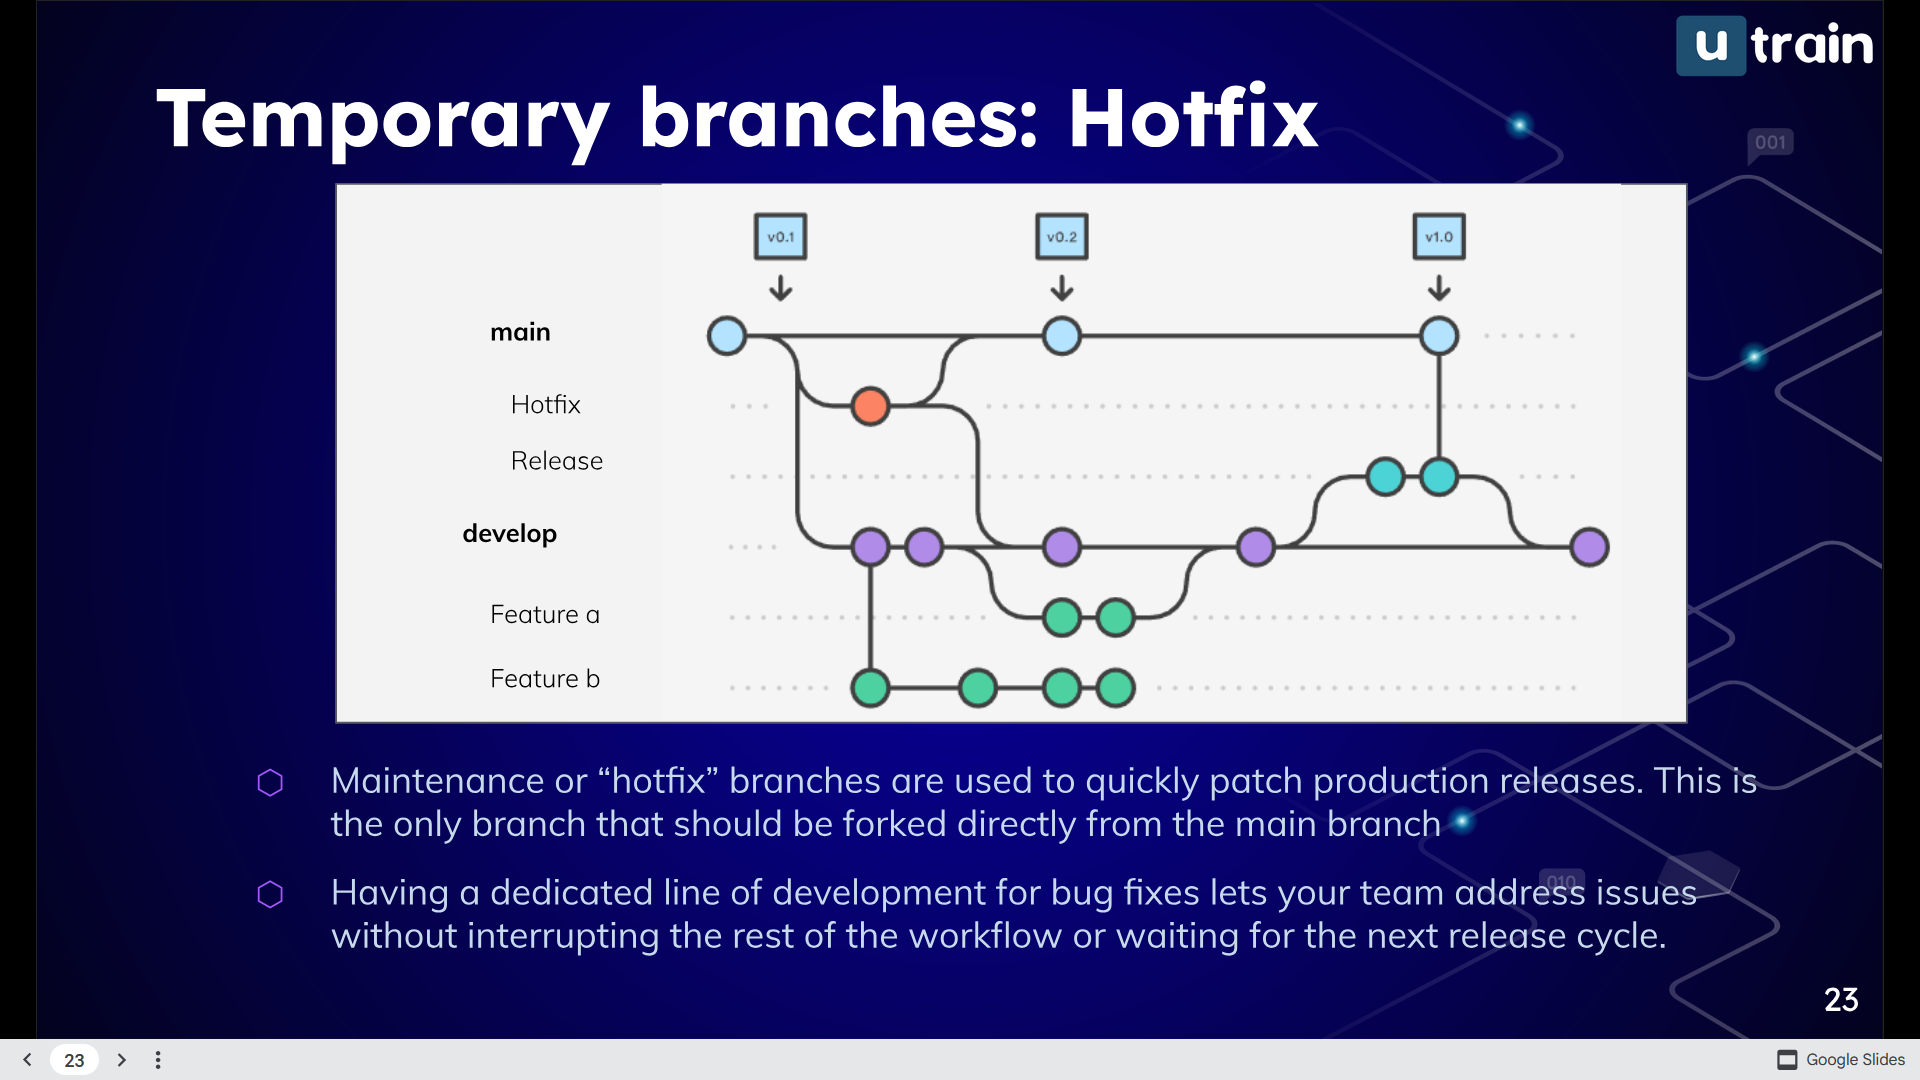 u train
Temporary branches: Hotfix
001
v0.1 v0.2 v1.0
main
Hotfix
Release
develop
Feature a
Feature b
Maintenance or “hotfix” branches are used to quickly patch production releases. This is
the only branch that should be forked directly from the main branch
010
Having a dedicated line of development for bug fixes lets your team address issues
without interrupting the rest of the workflow or waiting for the next release cycle.
23
23
Google Slides